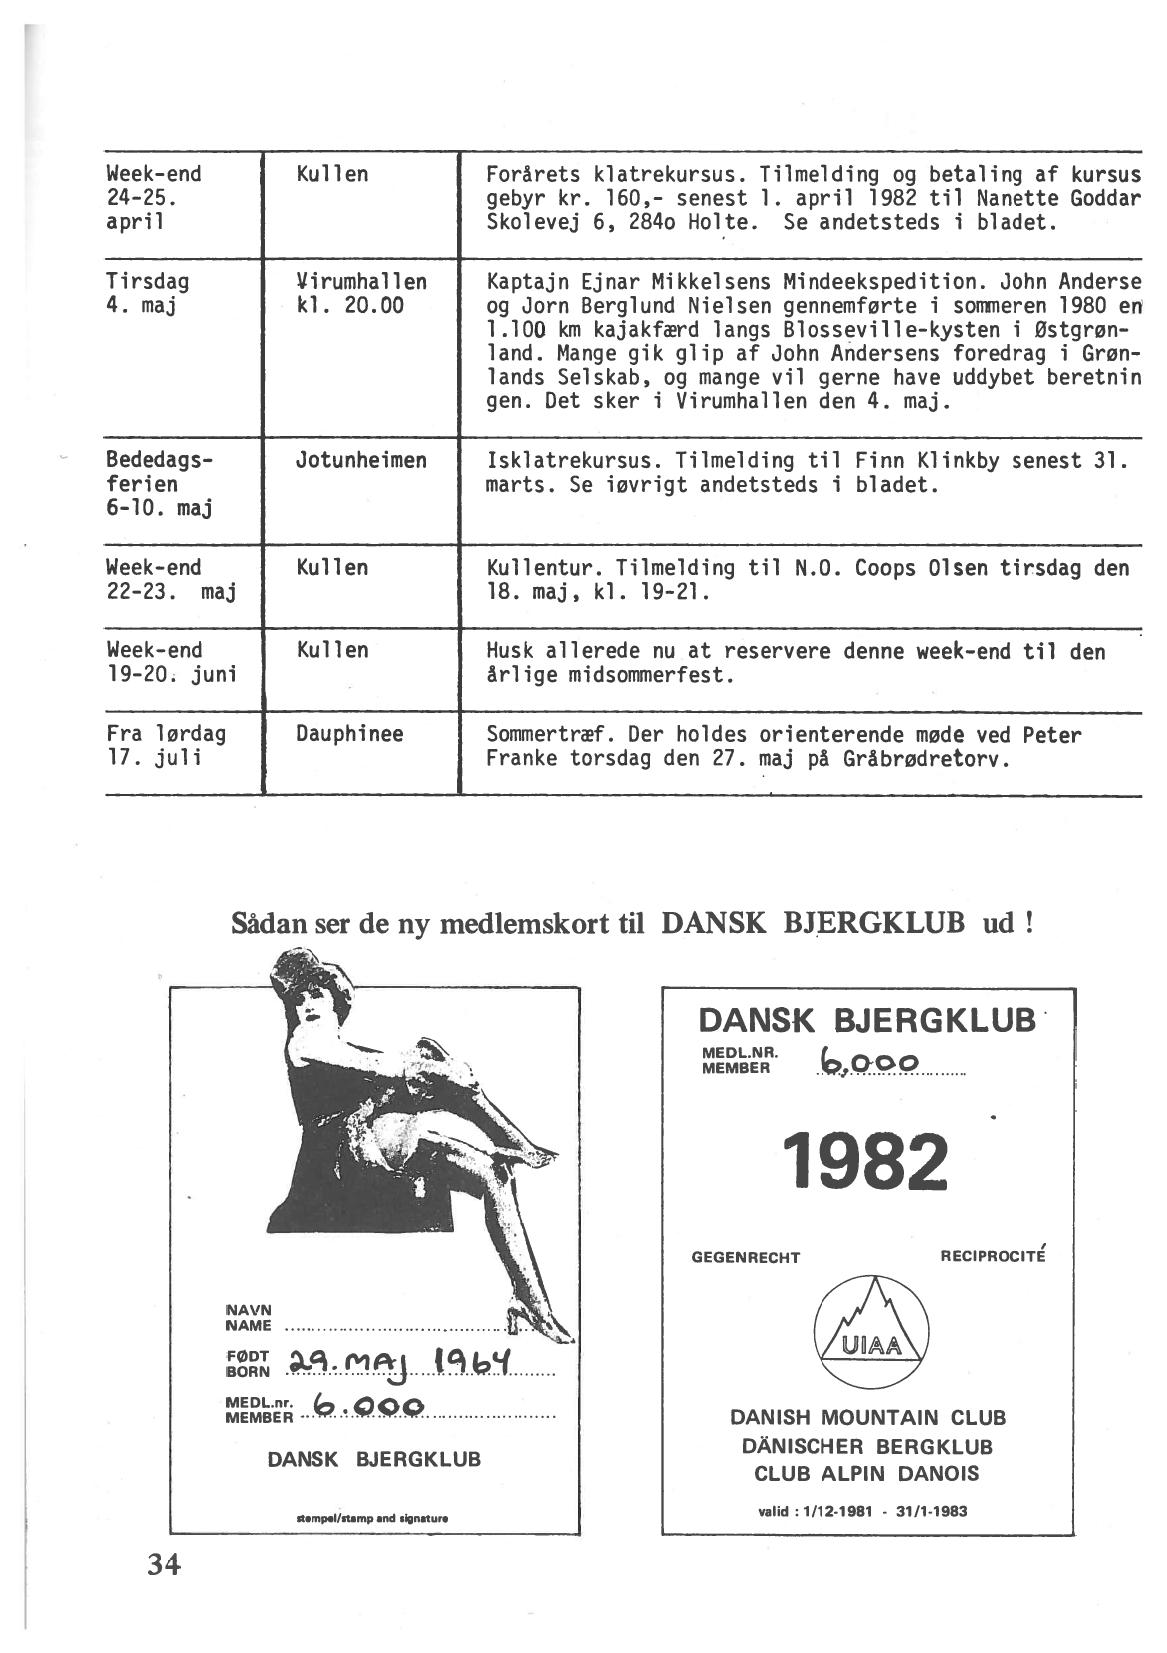 Week-end Kullen Forårets klatrekursus. Tilmelding og betaling af kursus
24-25. gebyr kr. 160,- senest 1. april 1982 til Nanette Goddar
april Skolevej 6, 284o Holte. Se andetsteds i bladet.
Tirsdag Virumhallen Kaptajn Ejnar Mikkelsens Mindeekspedition. John Anderse
4. maj kl. 20.00 og Jorn Berglund Nielsen gennemførte i sommeren 1980 en
1.100 km kajakfærd langs Blosseville-kysten i Østgrøn-
land. Mange gik glip af John Andersens foredrag i Grøn-
lands Selskab, og mange vil gerne have uddybet beretnin
gen. Det sker i Virumhallen den 4. maj.
Bededags- Jotunheimen Isklatrekursus. Tilmelding til Finn Klinkby senest 31.
ferien marts. Se iøvrigt andetsteds i bladet.
6-10. maj
Week-end Kullen Kullentur. Tilmelding til N.O. Coops Olsen tirsdag den
22-23. maj 18. maj, kl. 19-21.
Week-end Kullen Husk allerede nu at reservere denne week-end til den
19-20. juni årlige midsommerfest.
Fra lørdag Dauphinee Sommertræf. Der holdes orienterende møde ved Peter
17. juli Franke torsdag den 27. maj på Gråbrødretorv.
Sådan ser de ny medlemskort til DANSK BJERGKLUB ud !
NAVN
NAME
FØDT
BORN 29. MAJ 1964
MEDL.nr.
MEMBER 6.000
DANSK BJERGKLUB
stempel/stamp and signature
DANSK BJERGKLUB
MEDL.NR.
MEMBER 6,000
1982
GEGENRECHT RECIPROCITÉ
UIAA
DANISH MOUNTAIN CLUB
DÄNISCHER BERGKLUB
CLUB ALPIN DANOIS
valid : 1/12-1981 - 31/1-1983
34